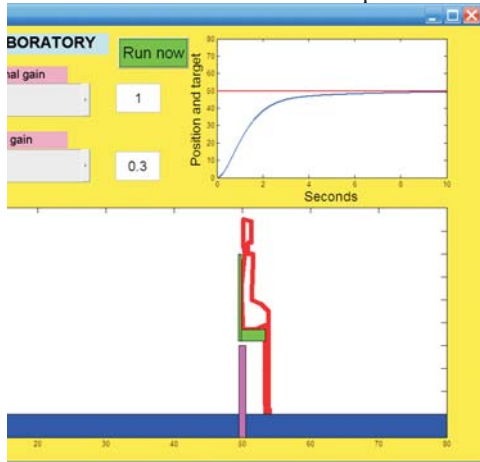 BORATORY
Run now
nal gain
1
gain
0.3
Position and target
80
70
60
50
40
30
20
10
0
0 2 4 6 8 10
Seconds
20 30 40 50 60 70 80